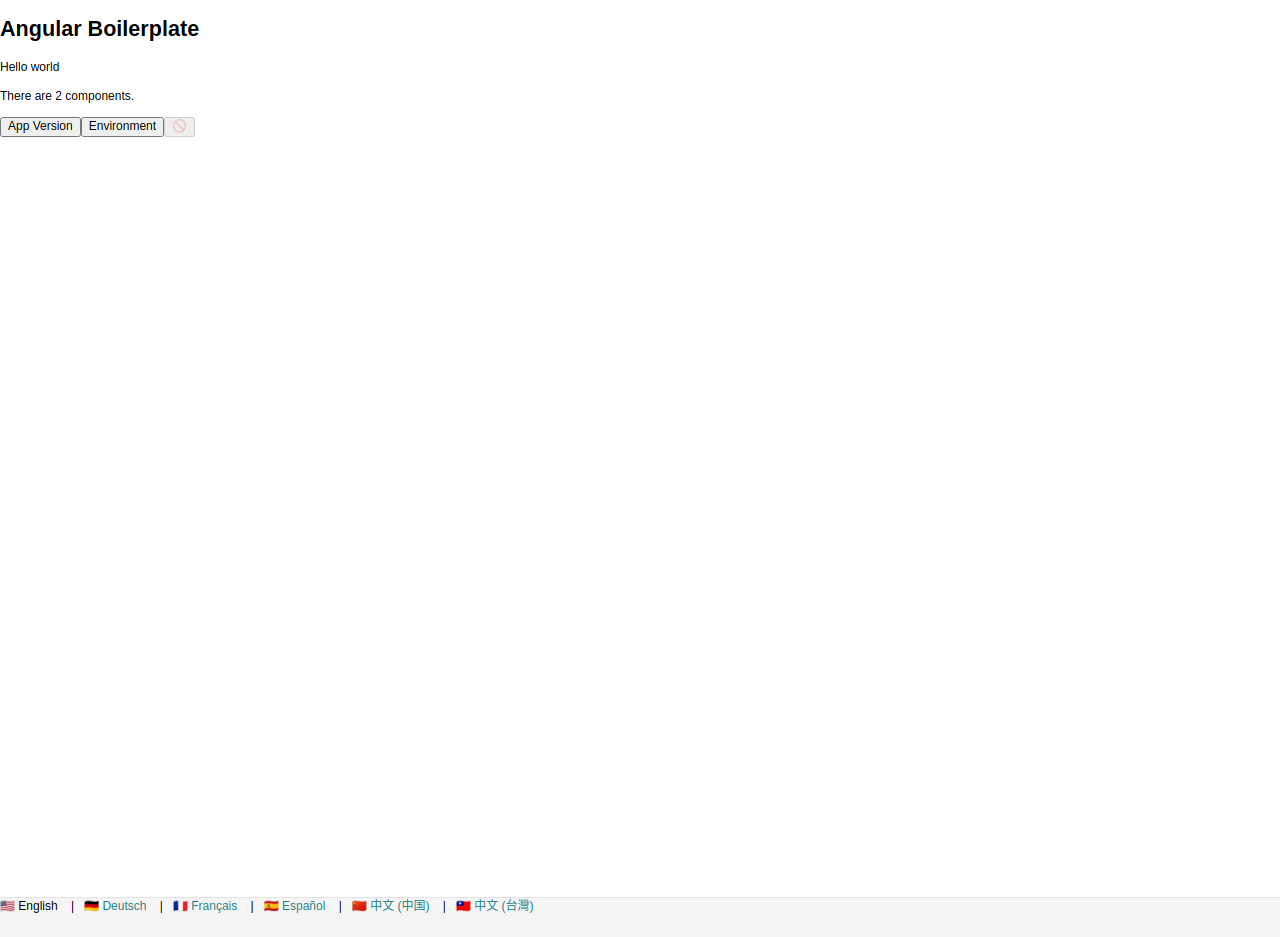 Angular Boilerplate
Hello world
There are 2 components.
App Version Environment 🚫
🇺🇸 English | 🇩🇪 Deutsch | 🇫🇷 Français | 🇪🇸 Español | 🇨🇳 中文 (中国) | 🇹🇼 中文 (台灣)